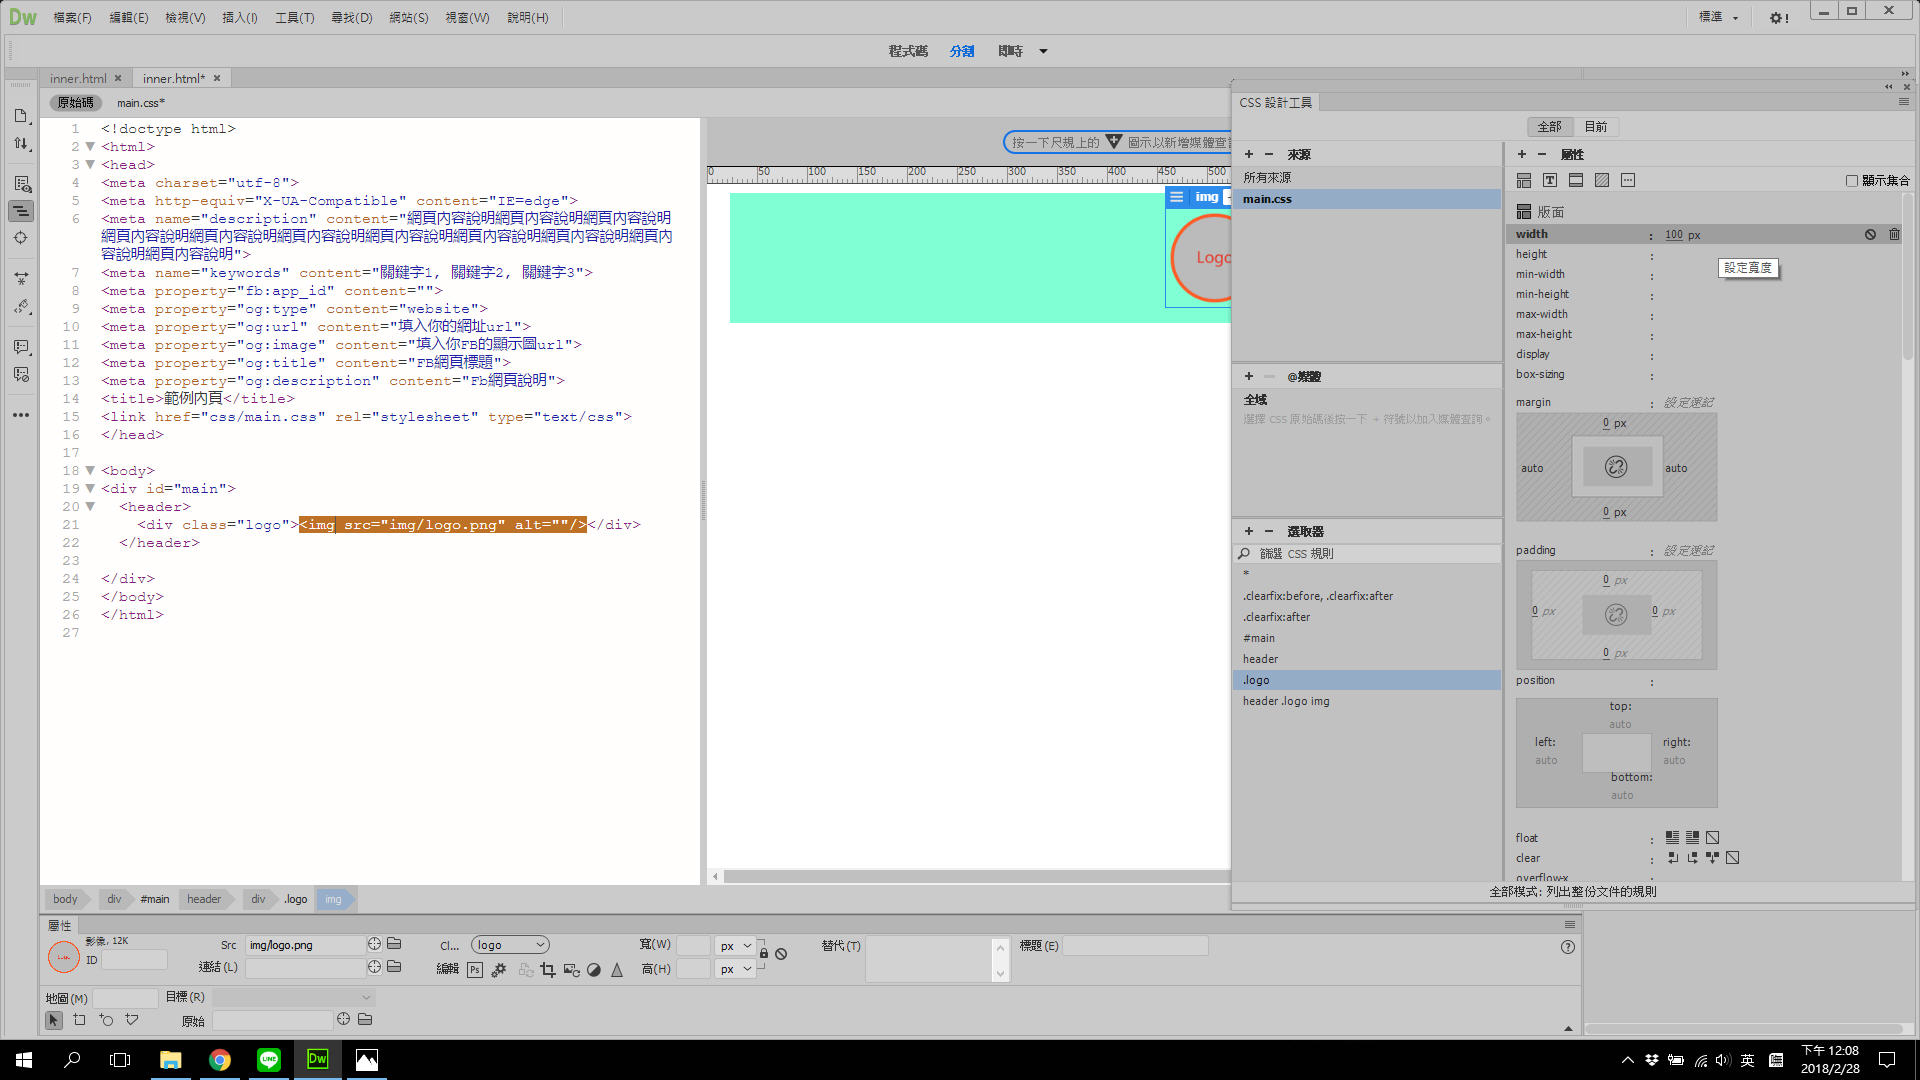 Dw 檔案(F) 編輯(E) 檢視(V) 插入(I) 工具(T) 尋找(D) 網站(S) 視窗(W) 說明(H) 標準
程式碼 分割 即時
inner.html × inner.html* ×
原始碼 main.css*
1 <!doctype html>
2 <html>
3 <head>
4 <meta charset="utf-8">
5 <meta http-equiv="X-UA-Compatible" content="IE=edge">
6 <meta name="description" content="網頁內容說明網頁內容說明網頁內容說明
網頁內容說明網頁內容說明網頁內容說明網頁內容說明網頁內容說明網頁內容說明網頁內
容說明網頁內容說明">
7 <meta name="keywords" content="關鍵字1, 關鍵字2, 關鍵字3">
8 <meta property="fb:app_id" content="">
9 <meta property="og:type" content="website">
10 <meta property="og:url" content="填入你的網址url">
11 <meta property="og:image" content="填入你FB的顯示圖url">
12 <meta property="og:title" content="FB網頁標題">
13 <meta property="og:description" content="Fb網頁說明">
14 <title>範例內頁</title>
15 <link href="css/main.css" rel="stylesheet" type="text/css">
16 </head>
17
18 <body>
19 <div id="main">
20 <header>
21 <div class="logo"><img src="img/logo.png" alt=""/></div>
22 </header>
23
24 </div>
25 </body>
26 </html>
27
按一下尺規上的 圖示以新增媒體查
0 50 100 150 200 250 300 350 400 450 500
img
Logo
CSS 設計工具
全部 目前
+ − 來源
所有來源
main.css
+ − @媒體
全域
選擇 CSS 原始碼後按一下 + 符號以加入媒體查詢。
+ − 選取器
篩選 CSS 規則
*
.clearfix:before, .clearfix:after
.clearfix:after
#main
header
.logo
header .logo img
+ − 屬性
顯示集合
版面
width : 100 px
height :
設定寬度
min-width :
min-height :
max-width :
max-height :
display :
box-sizing :
margin : 設定速記
0 px
auto auto
0 px
padding : 設定速記
0 px
0 px 0 px
0 px
position :
top:
auto
left: right:
auto auto
bottom:
auto
float :
clear :
overflow-x
全部模式: 列出整份文件的規則
body div #main header div .logo img
屬性
影像, 12K
ID
Src img/logo.png
連結(L)
Cl... logo
編輯 Ps
寬(W) px
高(H) px
替代(T)
標題(E)
地圖(M)
目標(R)
原始
英
下午 12:08
2018/2/28